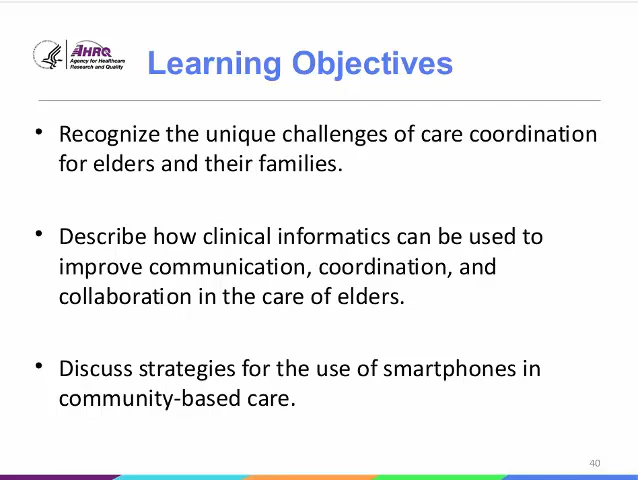 AHRQ
Agency for Healthcare
Research and Quality
Learning Objectives
• Recognize the unique challenges of care coordination
for elders and their families.
• Describe how clinical informatics can be used to
improve communication, coordination, and
collaboration in the care of elders.
• Discuss strategies for the use of smartphones in
community-based care.
40